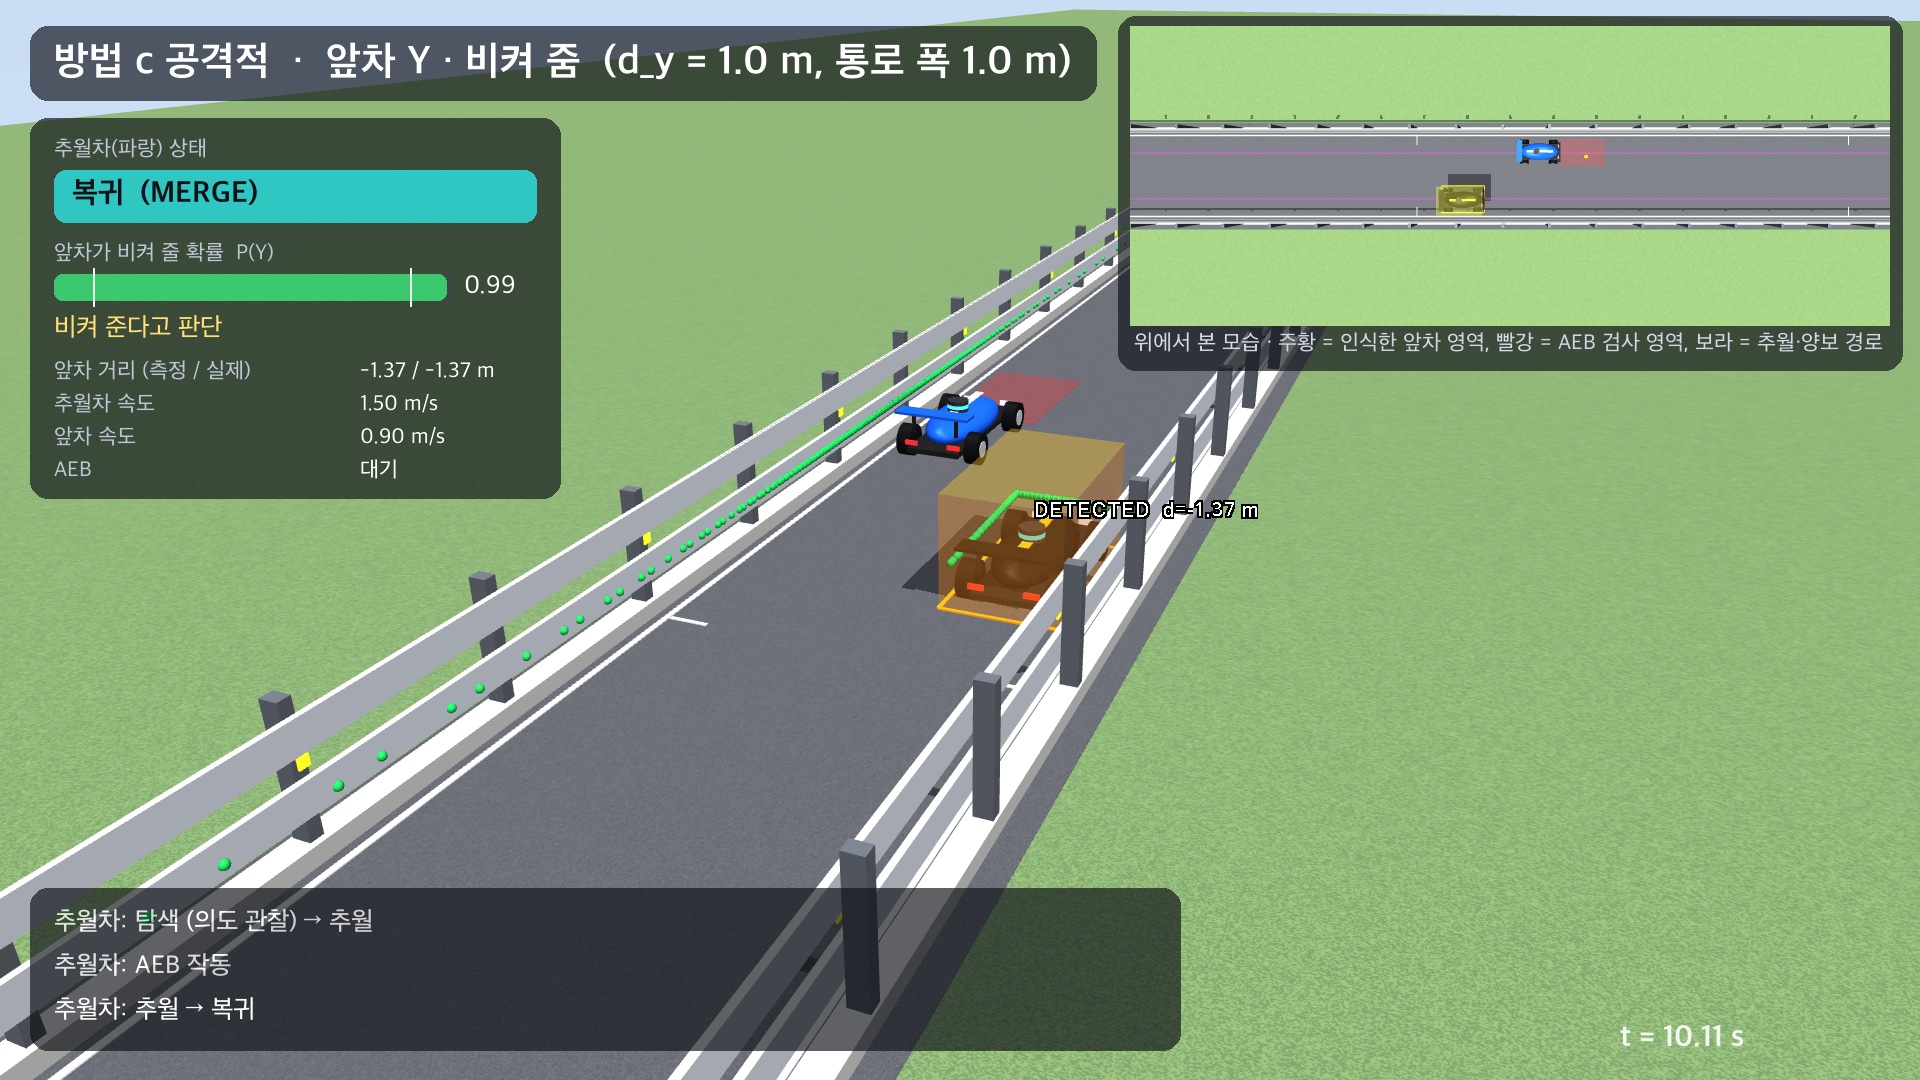 방법 c 공격적 · 앞차 Y · 비켜 줌 (d_y = 1.0 m, 통로 폭 1.0 m)
추월차(파랑) 상태
복귀 (MERGE)
앞차가 비켜 줄 확률 P(Y)
0.99
비켜 준다고 판단
앞차 거리 (측정 / 실제) -1.37 / -1.37 m
추월차 속도 1.50 m/s
앞차 속도 0.90 m/s
AEB 대기
위에서 본 모습 · 주황 = 인식한 앞차 영역, 빨강 = AEB 검사 영역, 보라 = 추월·양보 경로
DETECTED d=-1.37 m
추월차: 탐색 (의도 관찰) → 추월
추월차: AEB 작동
추월차: 추월 → 복귀
t = 10.11 s